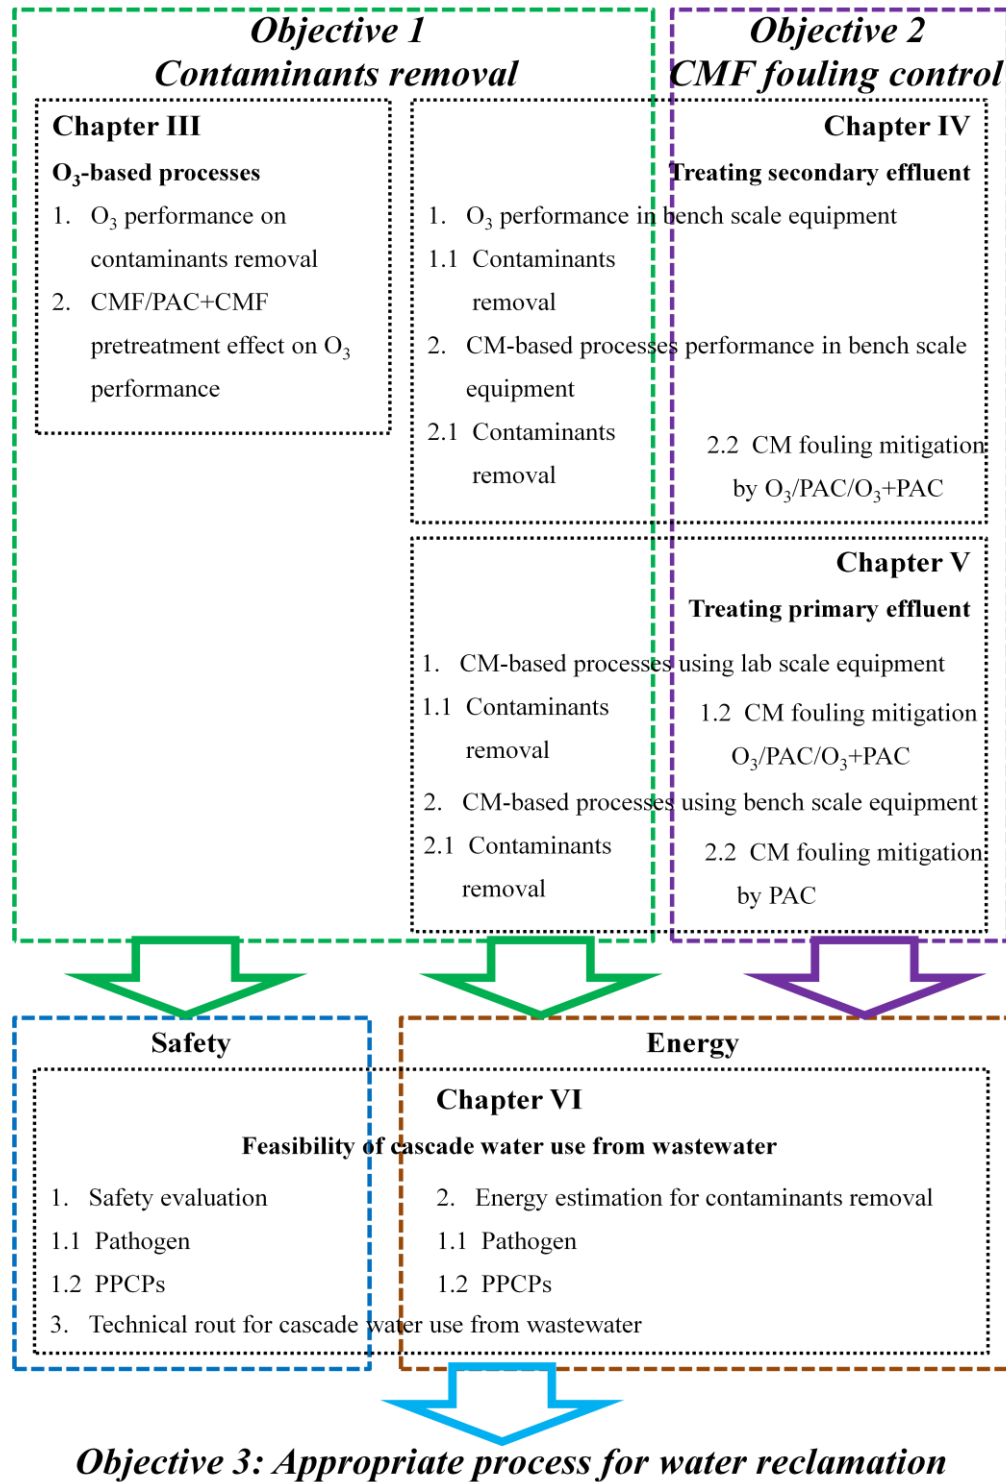 Objective 1
Contaminants removal
Objective 2
CMF fouling control
Chapter III
O₃-based processes
1. O₃ performance on
contaminants removal
2. CMF/PAC+CMF
pretreatment effect on O₃
performance
Chapter IV
Treating secondary effluent
1. O₃ performance in bench scale equipment
1.1 Contaminants
removal
2. CM-based processes performance in bench scale
equipment
2.1 Contaminants
removal
2.2 CM fouling mitigation
by O₃/PAC/O₃+PAC
Chapter V
Treating primary effluent
1. CM-based processes using lab scale equipment
1.1 Contaminants
removal
1.2 CM fouling mitigation
O₃/PAC/O₃+PAC
2. CM-based processes using bench scale equipment
2.1 Contaminants
removal
2.2 CM fouling mitigation
by PAC
Safety
Energy
Chapter VI
Feasibility of cascade water use from wastewater
1. Safety evaluation
1.1 Pathogen
1.2 PPCPs
2. Energy estimation for contaminants removal
1.1 Pathogen
1.2 PPCPs
3. Technical rout for cascade water use from wastewater
Objective 3: Appropriate process for water reclamation